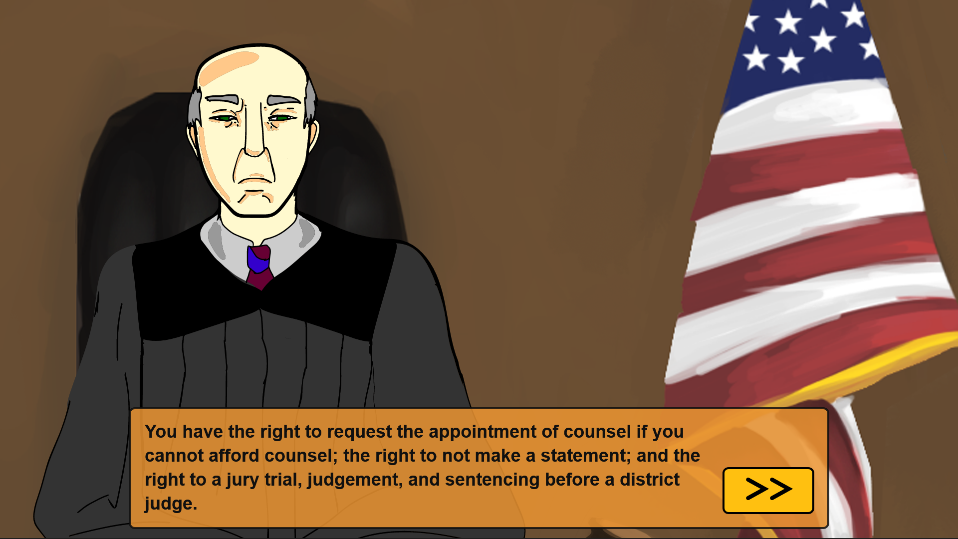 You have the right to request the appointment of counsel if you
cannot afford counsel; the right to not make a statement; and the
right to a jury trial, judgement, and sentencing before a district
judge.
>>